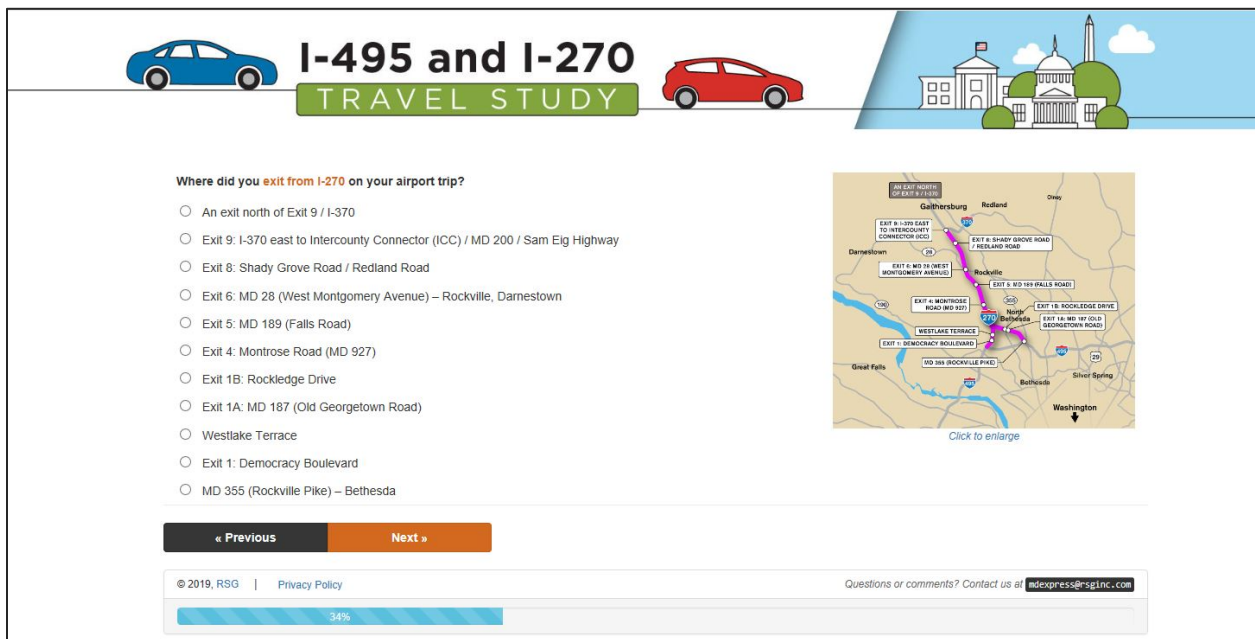 I-495 and I-270
TRAVEL STUDY
Where did you exit from I-270 on your airport trip?
An exit north of Exit 9 / I-370
Exit 9: I-370 east to Intercounty Connector (ICC) / MD 200 / Sam Eig Highway
Exit 8: Shady Grove Road / Redland Road
Exit 6: MD 28 (West Montgomery Avenue) – Rockville, Darnestown
Exit 5: MD 189 (Falls Road)
Exit 4: Montrose Road (MD 927)
Exit 1B: Rockledge Drive
Exit 1A: MD 187 (Old Georgetown Road)
Westlake Terrace
Exit 1: Democracy Boulevard
MD 355 (Rockville Pike) – Bethesda
AN EXIT NORTH
OF EXIT 9 / I-370
Gaithersburg
Redland
Olney
370
EXIT 9: I-370 EAST
TO INTERCOUNTY
CONNECTOR (ICC)
EXIT 8: SHADY GROVE ROAD
/ REDLAND ROAD
Darnestown
28
EXIT 6: MD 28 (WEST
MONTGOMERY AVENUE)
Rockville
EXIT 5: MD 189 (FALLS ROAD)
EXIT 4: MONTROSE
ROAD (MD 927)
355
EXIT 1B: ROCKLEDGE DRIVE
270
North
Bethesda
EXIT 1A: MD 187 (OLD
GEORGETOWN ROAD)
WESTLAKE TERRACE
EXIT 1: DEMOCRACY BOULEVARD
MD 355 (ROCKVILLE PIKE)
495
29
Great Falls
Silver Spring
495
Bethesda
Washington
Click to enlarge
« Previous
Next »
© 2019, RSG | Privacy Policy
Questions or comments? Contact us at mdexpress@rsginc.com
34%